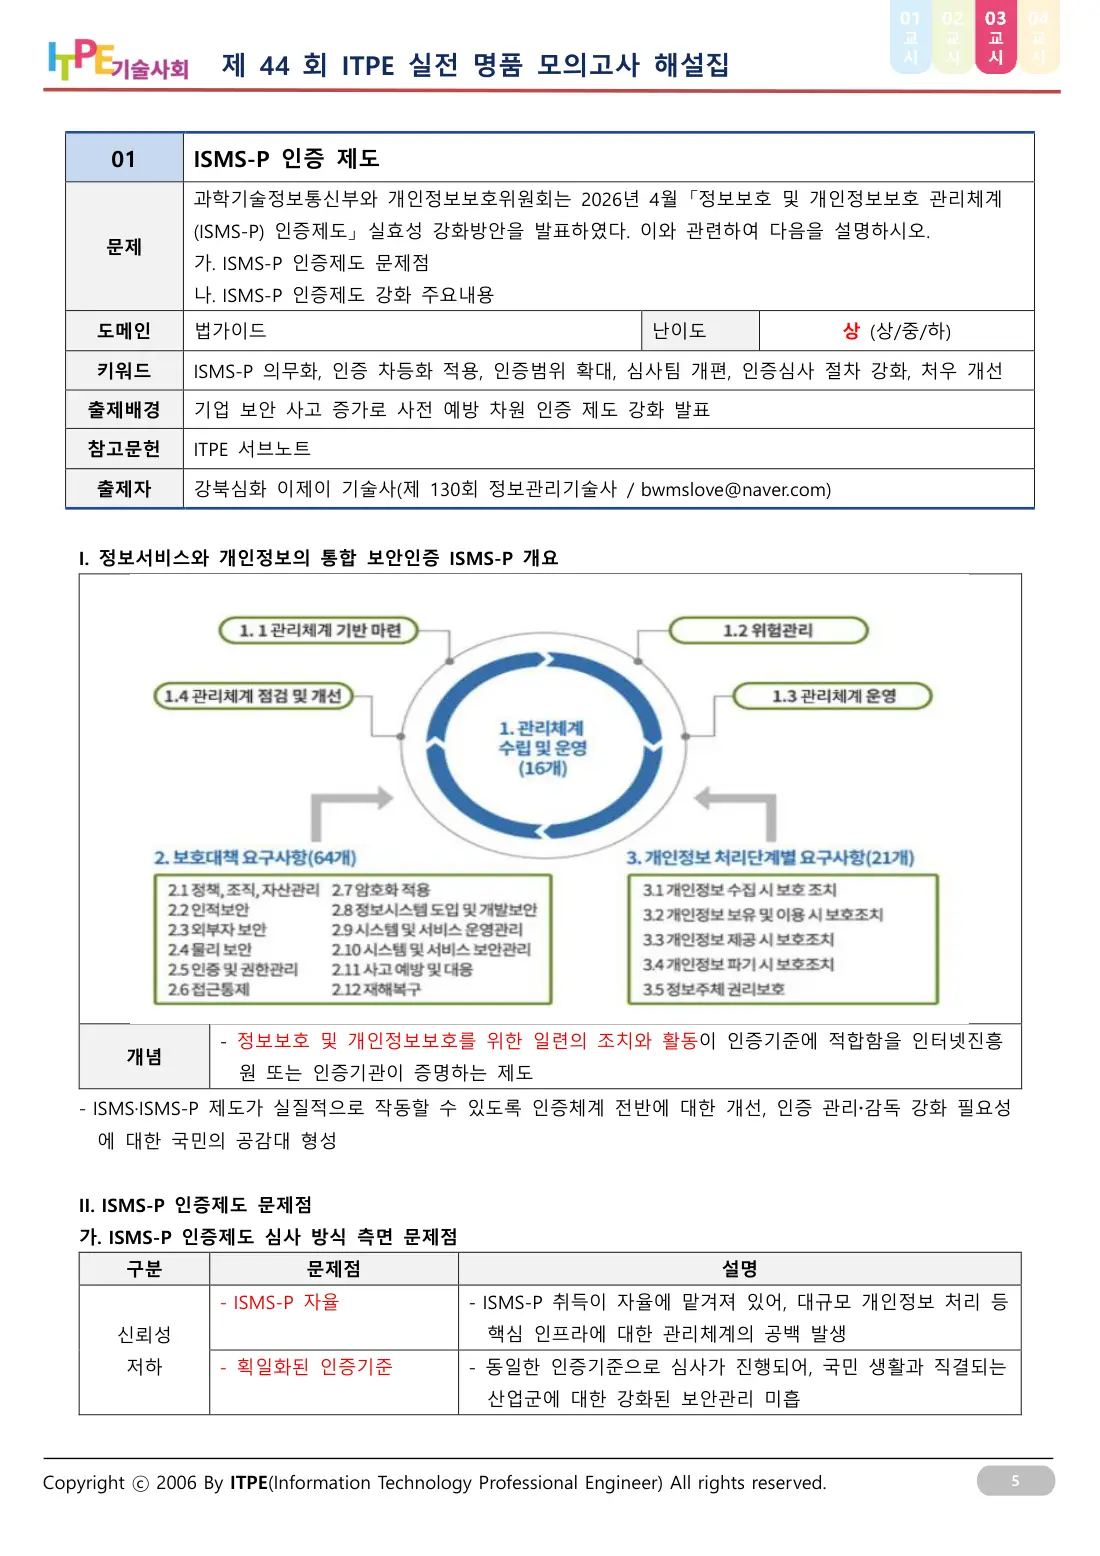 01 02 03 04
교 교 교 교
시 시 시 시
ITPE기술사회 제 44 회 ITPE 실전 명품 모의고사 해설집
01 ISMS-P 인증 제도
문제
과학기술정보통신부와 개인정보보호위원회는 2026년 4월「정보보호 및 개인정보보호 관리체계
(ISMS-P) 인증제도」실효성 강화방안을 발표하였다. 이와 관련하여 다음을 설명하시오.
가. ISMS-P 인증제도 문제점
나. ISMS-P 인증제도 강화 주요내용
도메인 법가이드 난이도 상 (상/중/하)
키워드 ISMS-P 의무화, 인증 차등화 적용, 인증범위 확대, 심사팀 개편, 인증심사 절차 강화, 처우 개선
출제배경 기업 보안 사고 증가로 사전 예방 차원 인증 제도 강화 발표
참고문헌 ITPE 서브노트
출제자 강북심화 이제이 기술사(제 130회 정보관리기술사 / bwmslove@naver.com)
I. 정보서비스와 개인정보의 통합 보안인증 ISMS-P 개요
1. 1 관리체계 기반 마련 1.2 위험관리
1.4 관리체계 점검 및 개선 1.3 관리체계 운영
1. 관리체계
수립 및 운영
(16개)
2. 보호대책 요구사항(64개)
2.1 정책, 조직, 자산관리 2.7 암호화 적용
2.2 인적보안 2.8 정보시스템 도입 및 개발보안
2.3 외부자 보안 2.9 시스템 및 서비스 운영관리
2.4 물리 보안 2.10 시스템 및 서비스 보안관리
2.5 인증 및 권한관리 2.11 사고 예방 및 대응
2.6 접근통제 2.12 재해복구
3. 개인정보 처리단계별 요구사항(21개)
3.1 개인정보 수집 시 보호 조치
3.2 개인정보 보유 및 이용 시 보호조치
3.3 개인정보 제공 시 보호조치
3.4 개인정보 파기 시 보호조치
3.5 정보주체 권리보호
개념
- 정보보호 및 개인정보보호를 위한 일련의 조치와 활동이 인증기준에 적합함을 인터넷진흥
원 또는 인증기관이 증명하는 제도
- ISMS·ISMS-P 제도가 실질적으로 작동할 수 있도록 인증체계 전반에 대한 개선, 인증 관리·감독 강화 필요성
에 대한 국민의 공감대 형성
II. ISMS-P 인증제도 문제점
가. ISMS-P 인증제도 심사 방식 측면 문제점
구분 문제점 설명
신뢰성
저하
- ISMS-P 자율
- ISMS-P 취득이 자율에 맡겨져 있어, 대규모 개인정보 처리 등
핵심 인프라에 대한 관리체계의 공백 발생
- 획일화된 인증기준
- 동일한 인증기준으로 심사가 진행되어, 국민 생활과 직결되는
산업군에 대한 강화된 보안관리 미흡
Copyright ⓒ 2006 By ITPE(Information Technology Professional Engineer) All rights reserved.
5